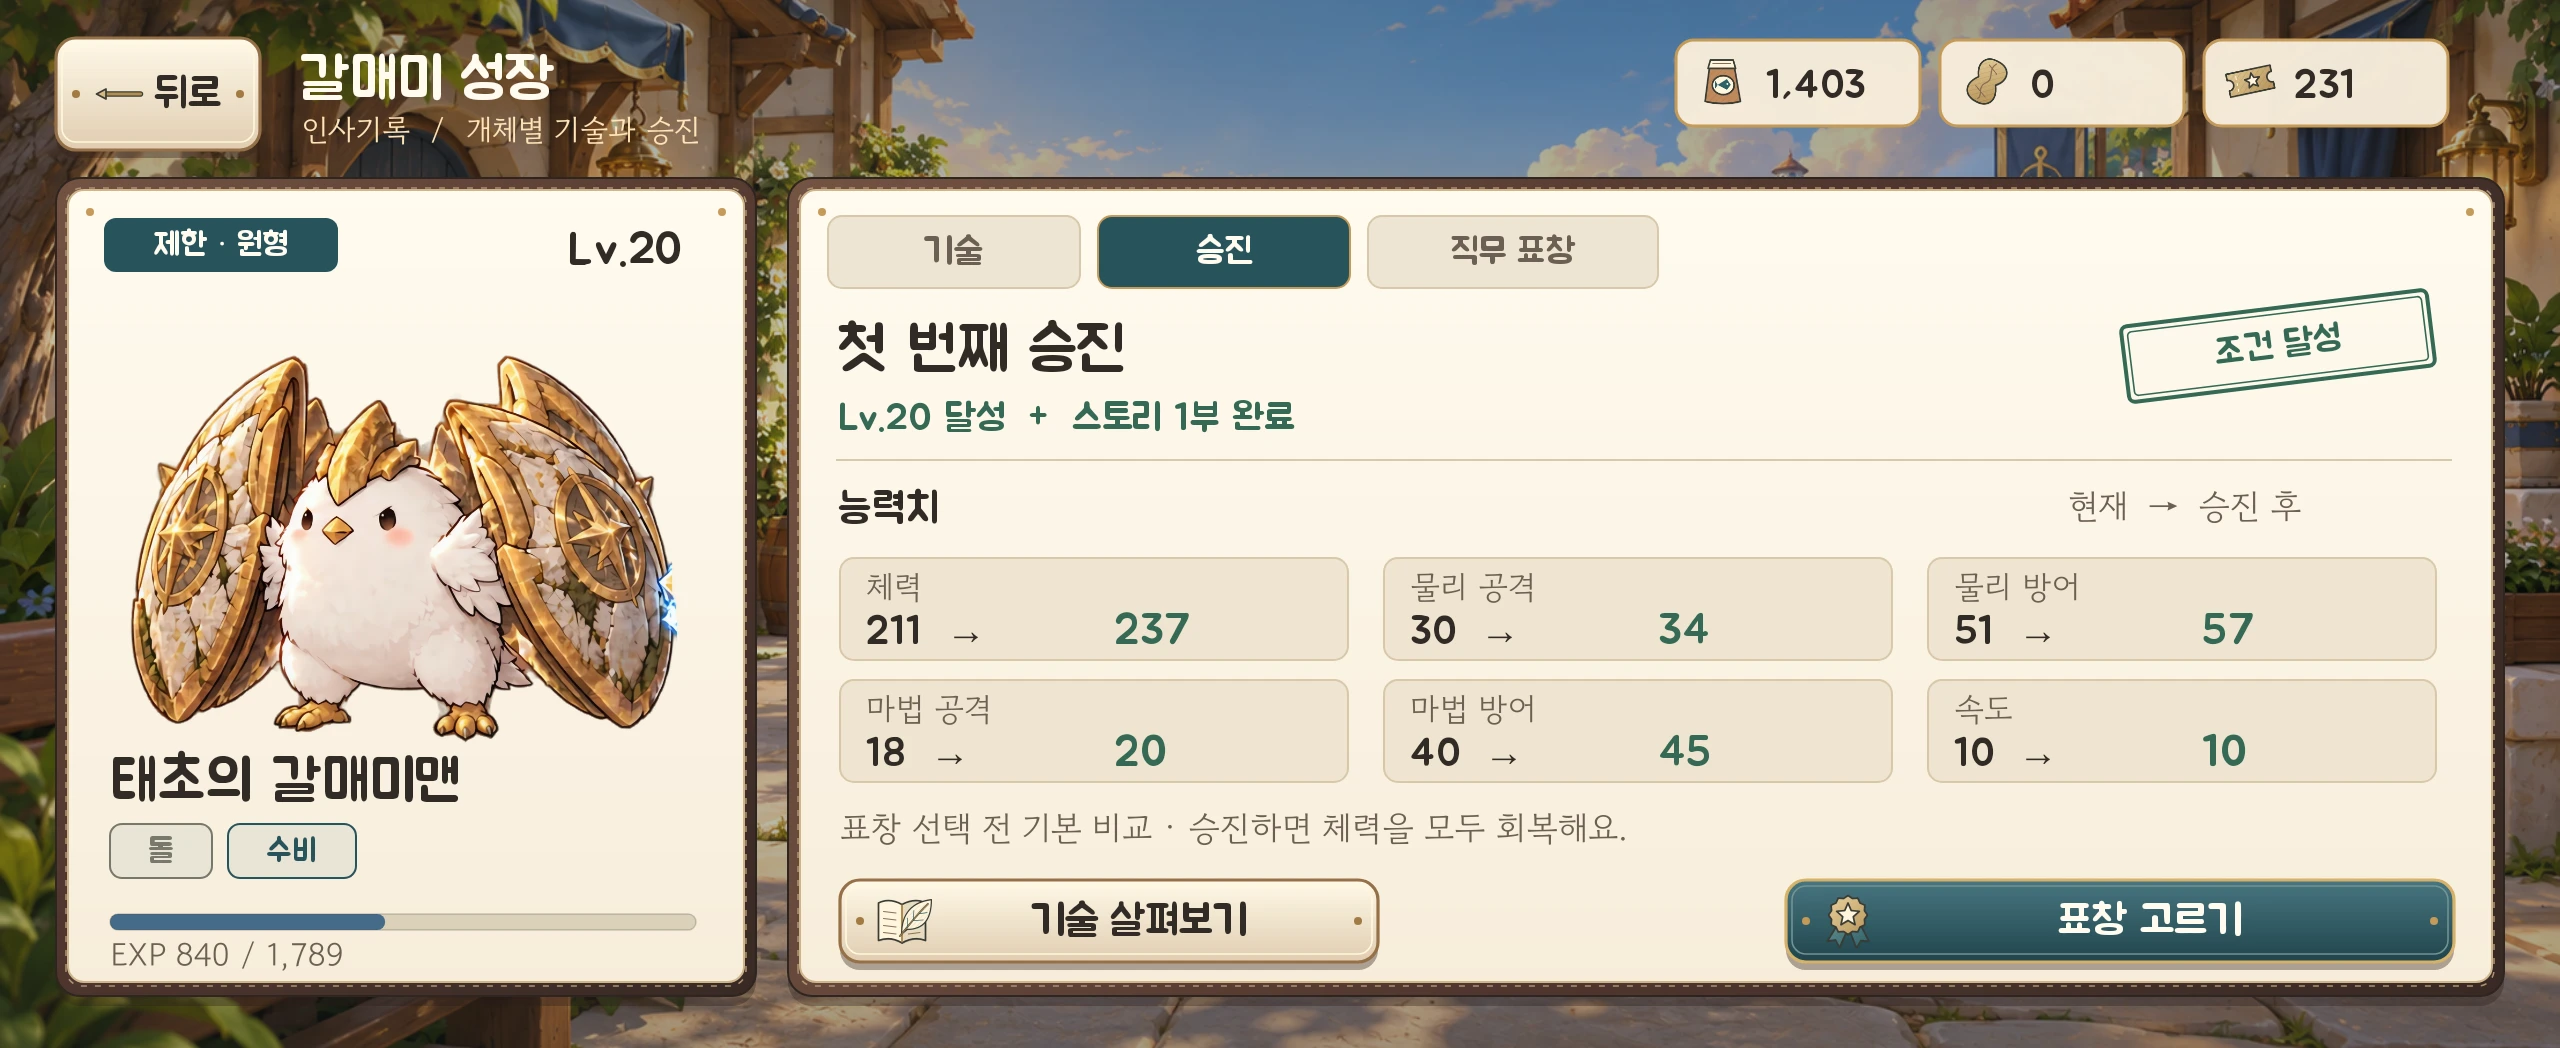 뒤로
갈매미 성장
인사기록 / 개체별 기술과 승진
1,403
0
231
제한 · 원형
Lv.20
태초의 갈매미맨
돌
수비
EXP 840 / 1,789
기술
승진
직무 표창
첫 번째 승진
조건 달성
Lv.20 달성 + 스토리 1부 완료
능력치
현재 → 승진 후
체력
211 → 237
물리 공격
30 → 34
물리 방어
51 → 57
마법 공격
18 → 20
마법 방어
40 → 45
속도
10 → 10
표창 선택 전 기본 비교 · 승진하면 체력을 모두 회복해요.
기술 살펴보기
표창 고르기